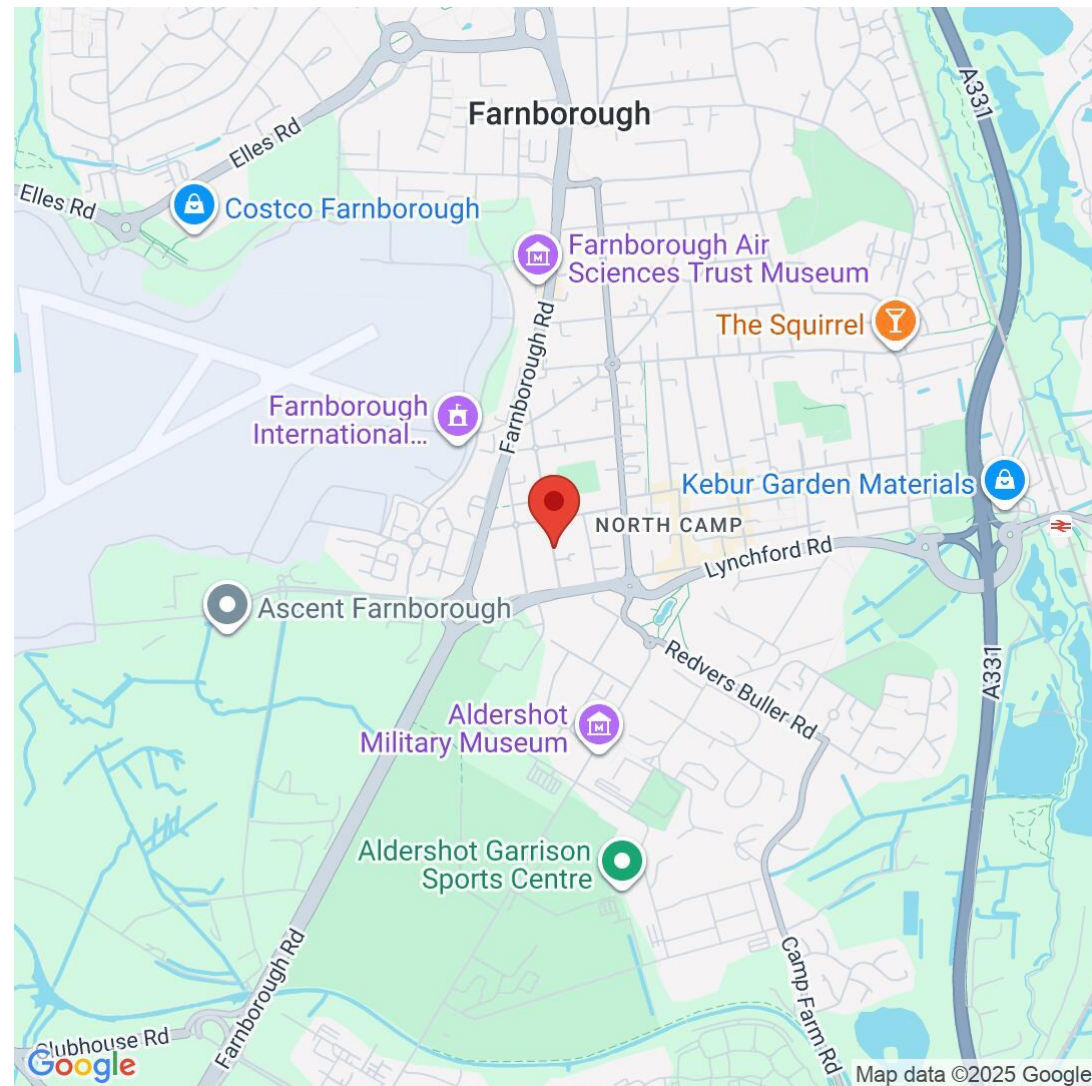 A331
Farnborough
Elles Rd
Elles Rd
Costco Farnborough
Farnborough Air
Sciences Trust Museum
The Squirrel
Farnborough Rd
Farnborough
International...
Kebur Garden Materials
NORTH CAMP
Lynchford Rd
Ascent Farnborough
Redvers Buller Rd
A331
Aldershot
Military Museum
Aldershot Garrison
Sports Centre
Farnborough Rd
Camp Farm Rd
Clubhouse Rd
Google
Map data ©2025 Google